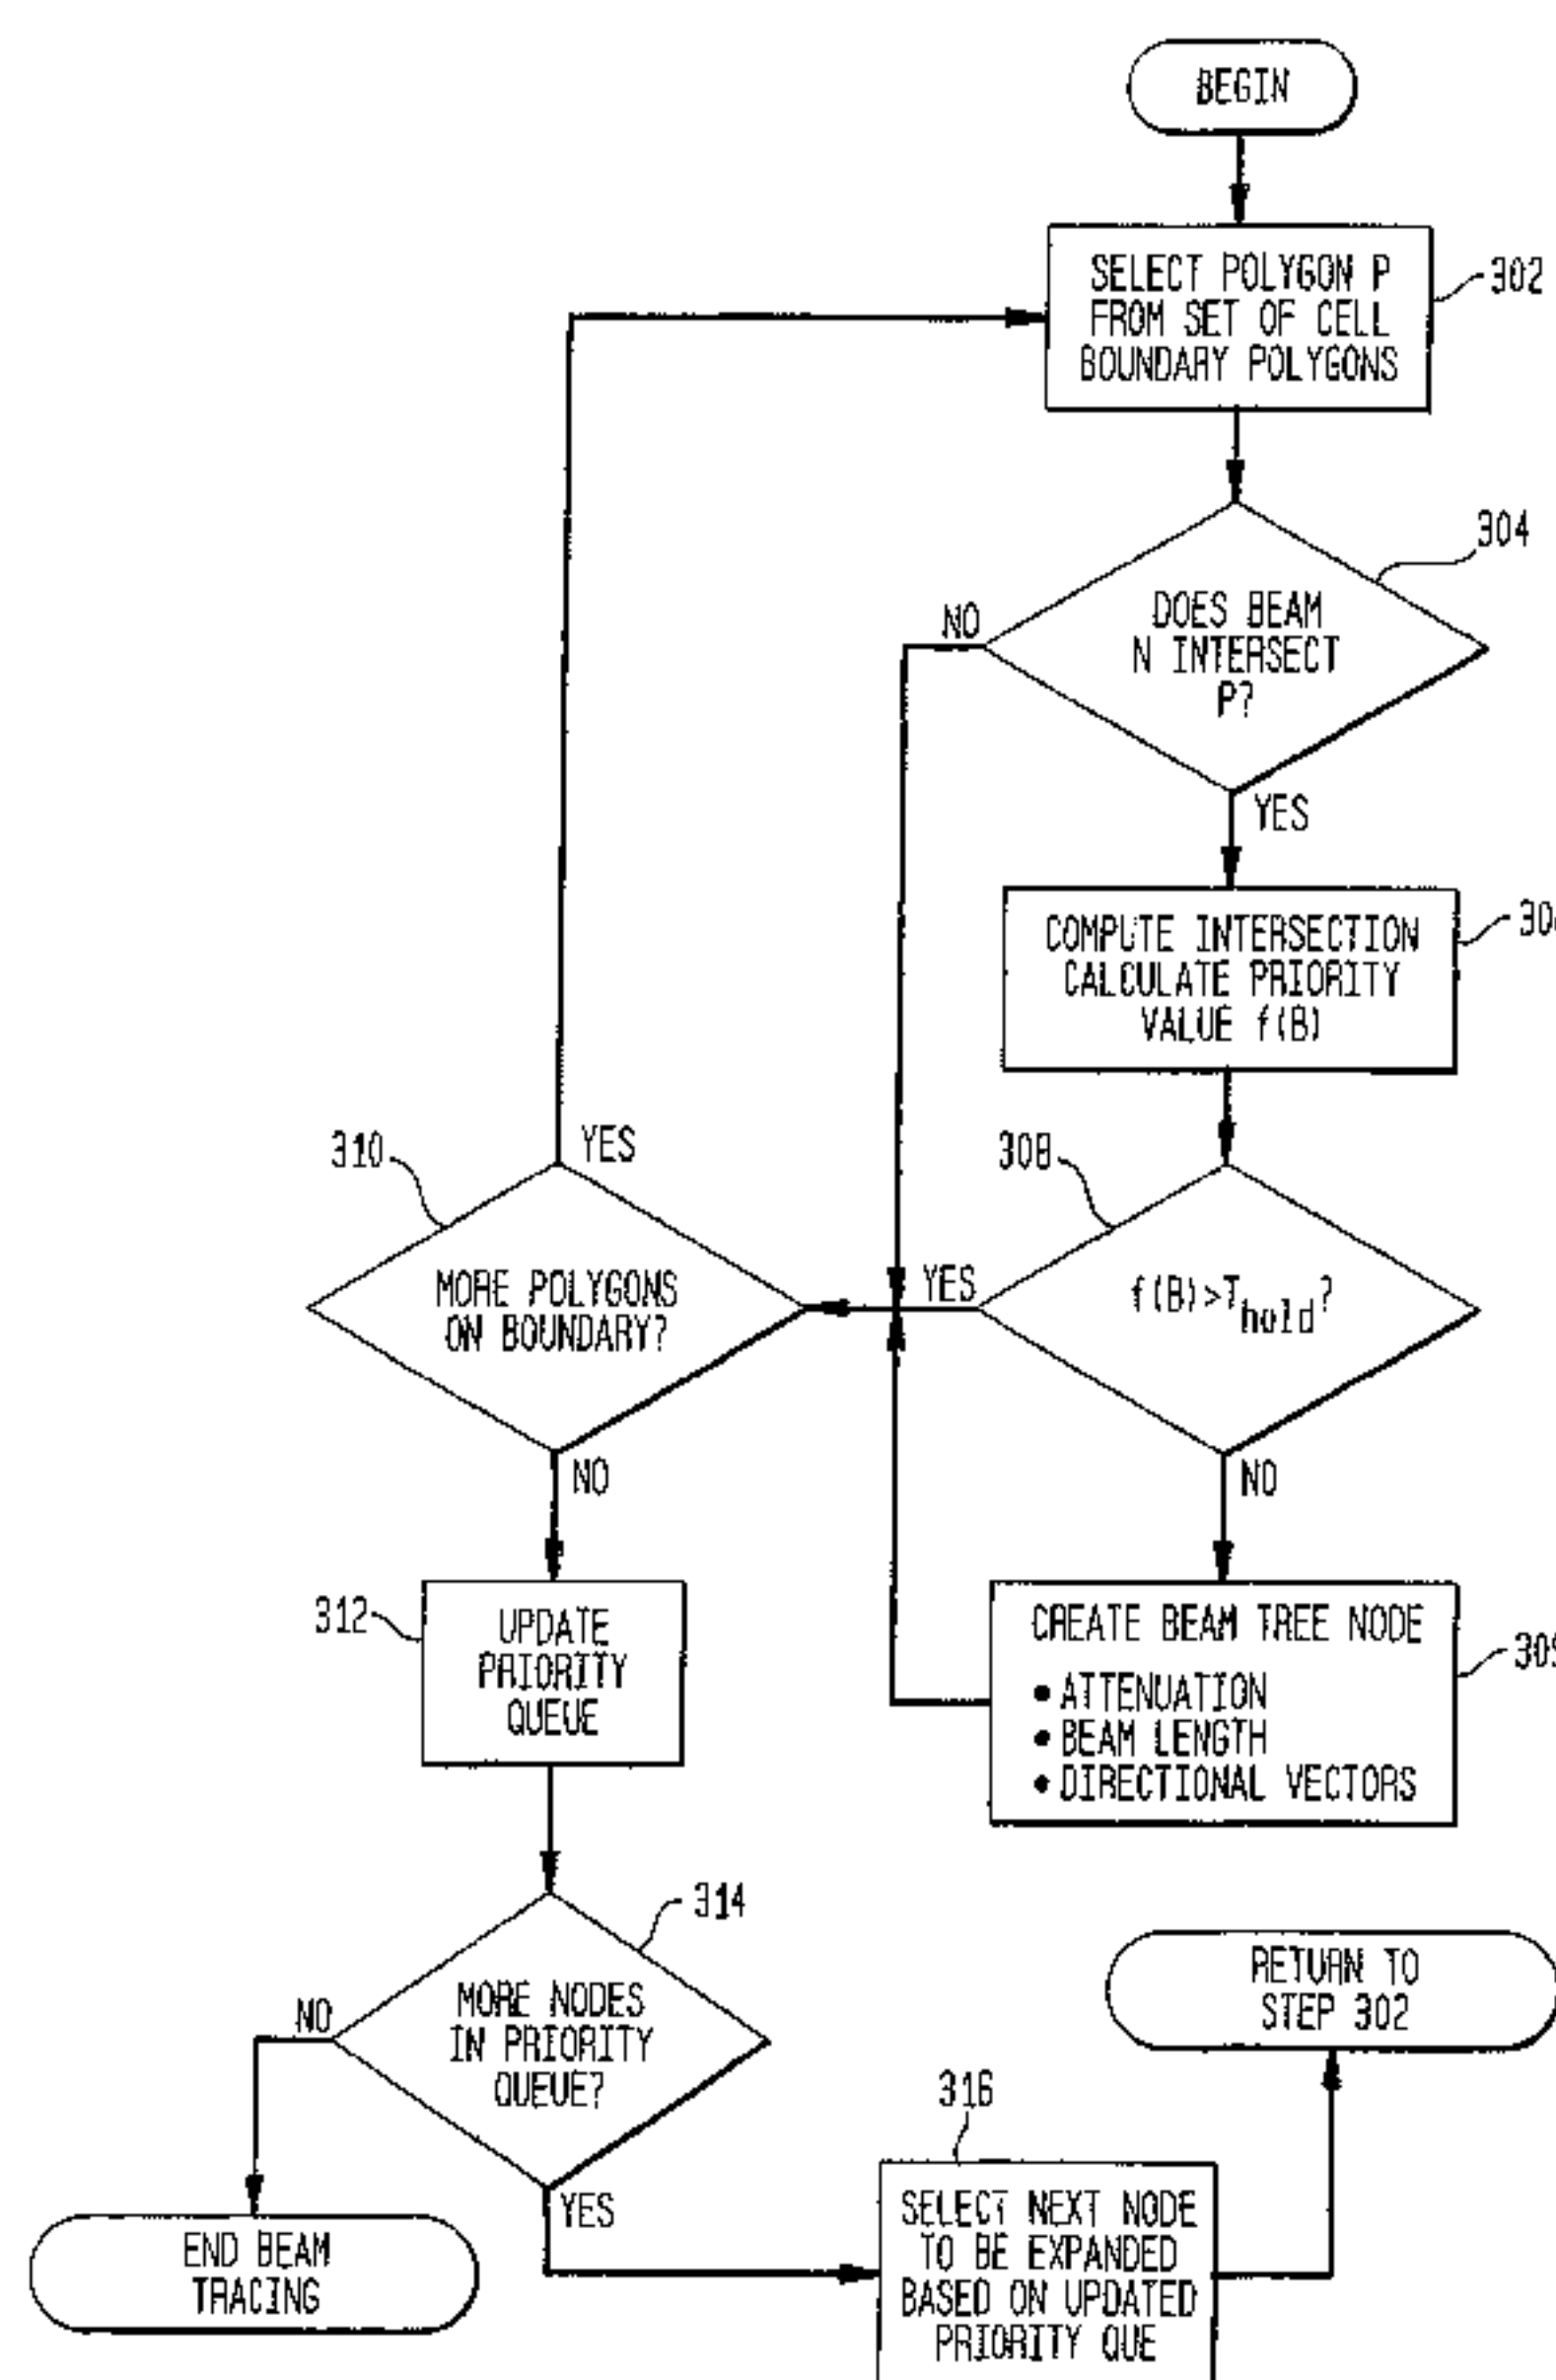 BEGIN
SELECT POLYGON P
FROM SET OF CELL
BOUNDARY POLYGONS
302
304
DOES BEAM
N INTERSECT
P?
NO
YES
COMPUTE INTERSECTION
CALCULATE PRIORITY
VALUE f(B)
308
f(B)>Thold?
YES
NO
310
YES
MORE POLYGONS
ON BOUNDARY?
NO
CREATE BEAM TREE NODE
• ATTENUATION
• BEAM LENGTH
• DIRECTIONAL VECTORS
312
UPDATE
PRIORITY
QUEUE
314
MORE NODES
IN PRIORITY
QUEUE?
NO
YES
END BEAM
TRACING
316
SELECT NEXT NODE
TO BE EXPANDED
BASED ON UPDATED
PRIORITY QUE
RETURN TO
STEP 302